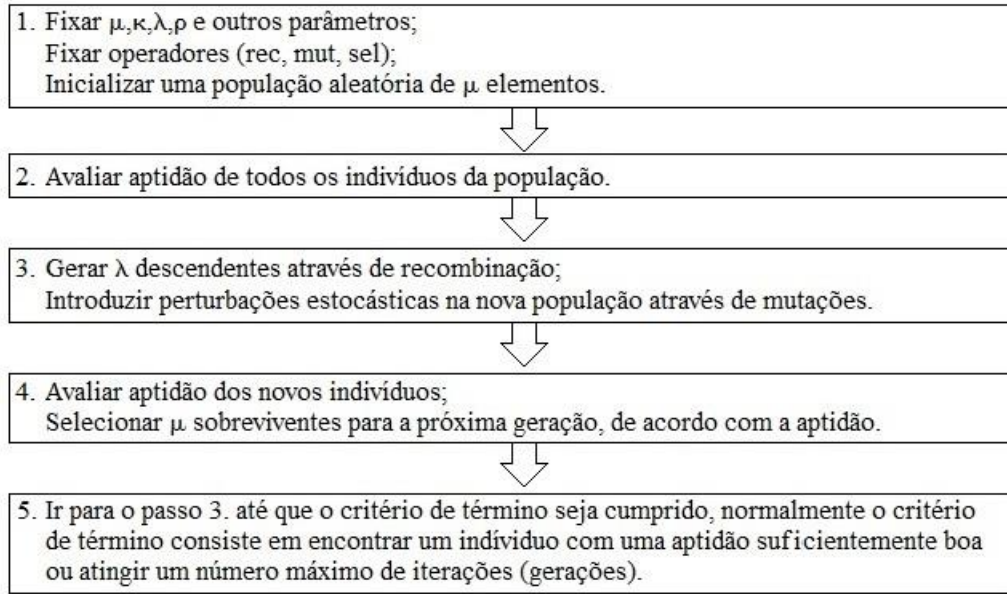 1. Fixar μ,κ,λ,ρ e outros parâmetros;
Fixar operadores (rec, mut, sel);
Inicializar uma população aleatória de μ elementos.
2. Avaliar aptidão de todos os indivíduos da população.
3. Gerar λ descendentes através de recombinação;
Introduzir perturbações estocásticas na nova população através de mutações.
4. Avaliar aptidão dos novos indivíduos;
Selecionar μ sobreviventes para a próxima geração, de acordo com a aptidão.
5. Ir para o passo 3. até que o critério de término seja cumprido, normalmente o critério
de término consiste em encontrar um indíviduo com uma aptidão suficientemente boa
ou atingir um número máximo de iterações (gerações).